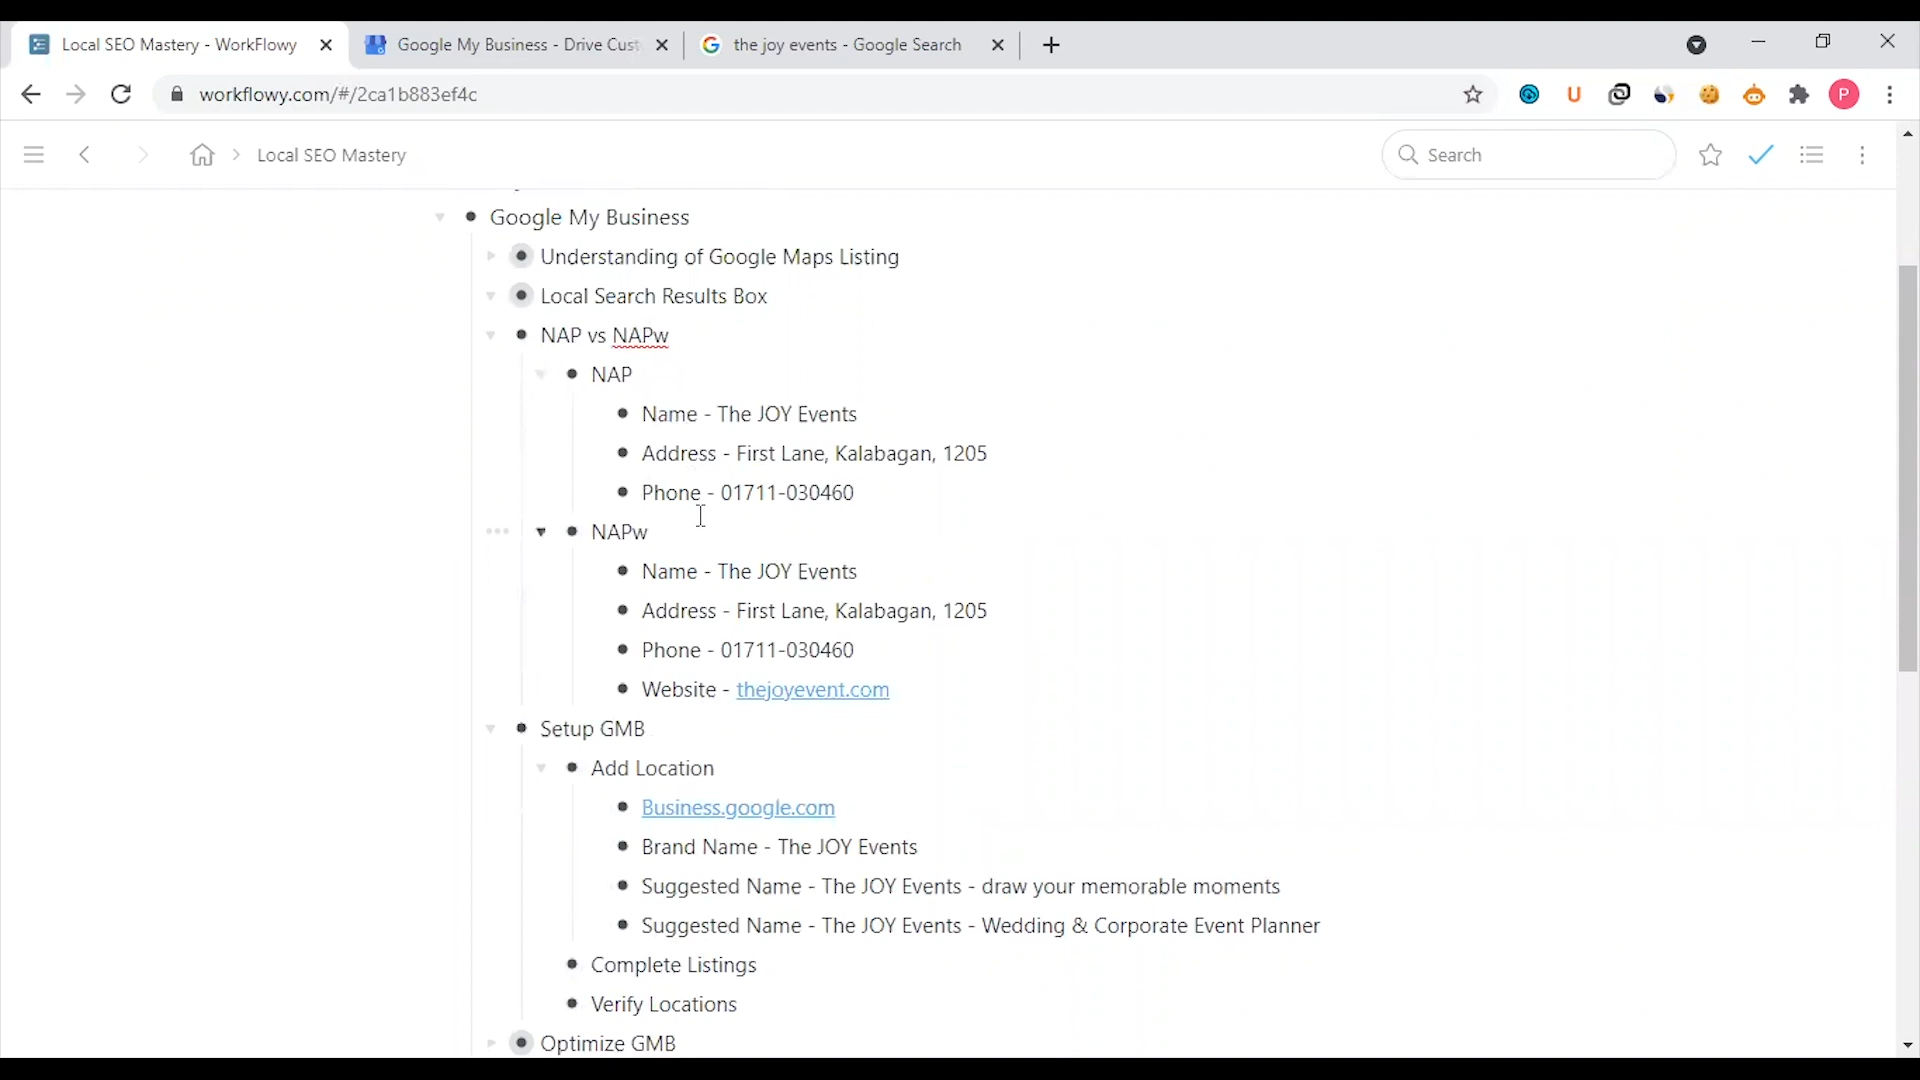 Local SEO Mastery - WorkFlowy
Google My Business - Drive Cust
the joy events - Google Search
workflowy.com/#/2ca1b883ef4c
U
P
Local SEO Mastery
Search
Google My Business
Understanding of Google Maps Listing
Local Search Results Box
NAP vs NAPw
NAP
Name - The JOY Events
Address - First Lane, Kalabagan, 1205
Phone - 01711-030460
NAPw
Name - The JOY Events
Address - First Lane, Kalabagan, 1205
Phone - 01711-030460
Website - thejoyevent.com
Setup GMB
Add Location
Business.google.com
Brand Name - The JOY Events
Suggested Name - The JOY Events - draw your memorable moments
Suggested Name - The JOY Events - Wedding & Corporate Event Planner
Complete Listings
Verify Locations
Optimize GMB